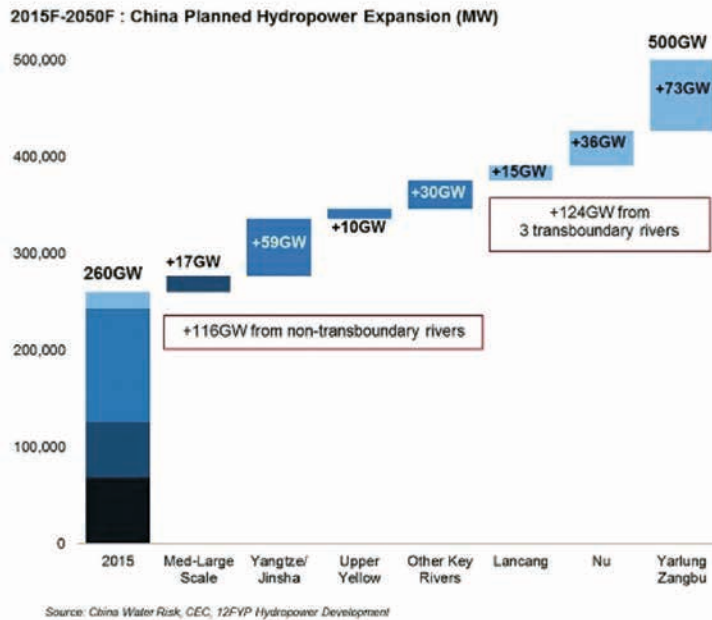 2015F-2050F : China Planned Hydropower Expansion (MW)
500,000
400,000
300,000
200,000
100,000
0
260GW
+17GW
+59GW
+10GW
+30GW
+15GW
+36GW
500GW
+73GW
+116GW from non-transboundary rivers
+124GW from
3 transboundary rivers
2015
Med-Large
Scale
Yangtze/
Jinsha
Upper
Yellow
Other Key
Rivers
Lancang
Nu
Yarlung
Zangbu
Source: China Water Risk, CEC, 12FYP Hydropower Development